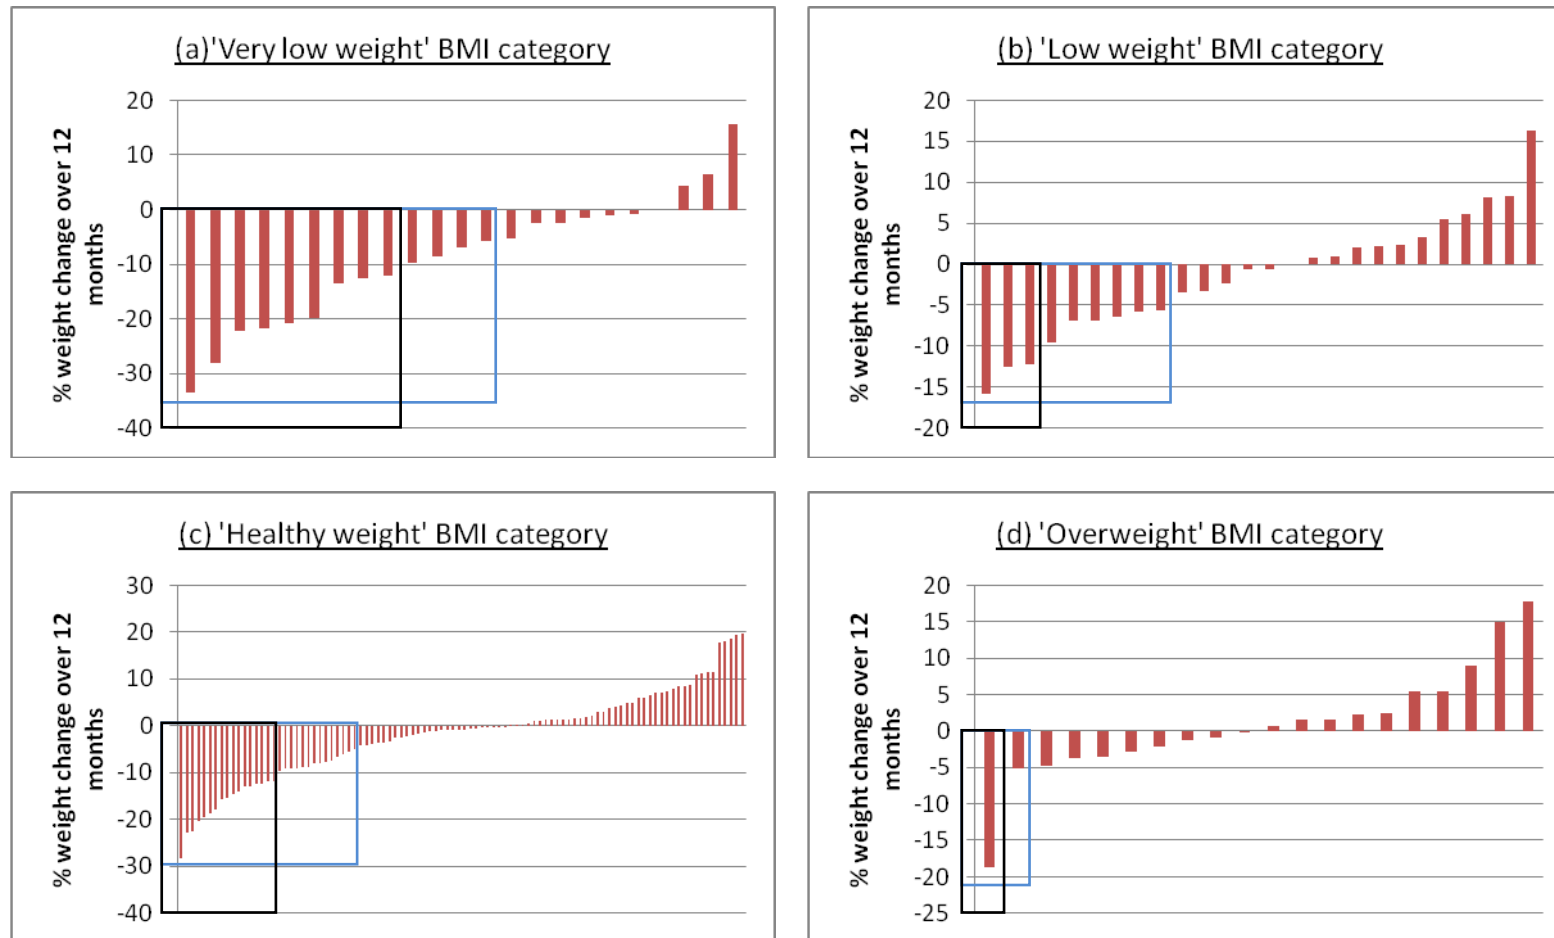 (a)'Very low weight' BMI category
% weight change over 12
months
20
10
0
-10
-20
-30
-40
(b) 'Low weight' BMI category
% weight change over 12
months
20
15
10
5
0
-5
-10
-15
-20
(c) 'Healthy weight' BMI category
% weight change over 12
months
30
20
10
0
-10
-20
-30
-40
(d) 'Overweight' BMI category
% weight change over 12
months
20
15
10
5
0
-5
-10
-15
-20
-25